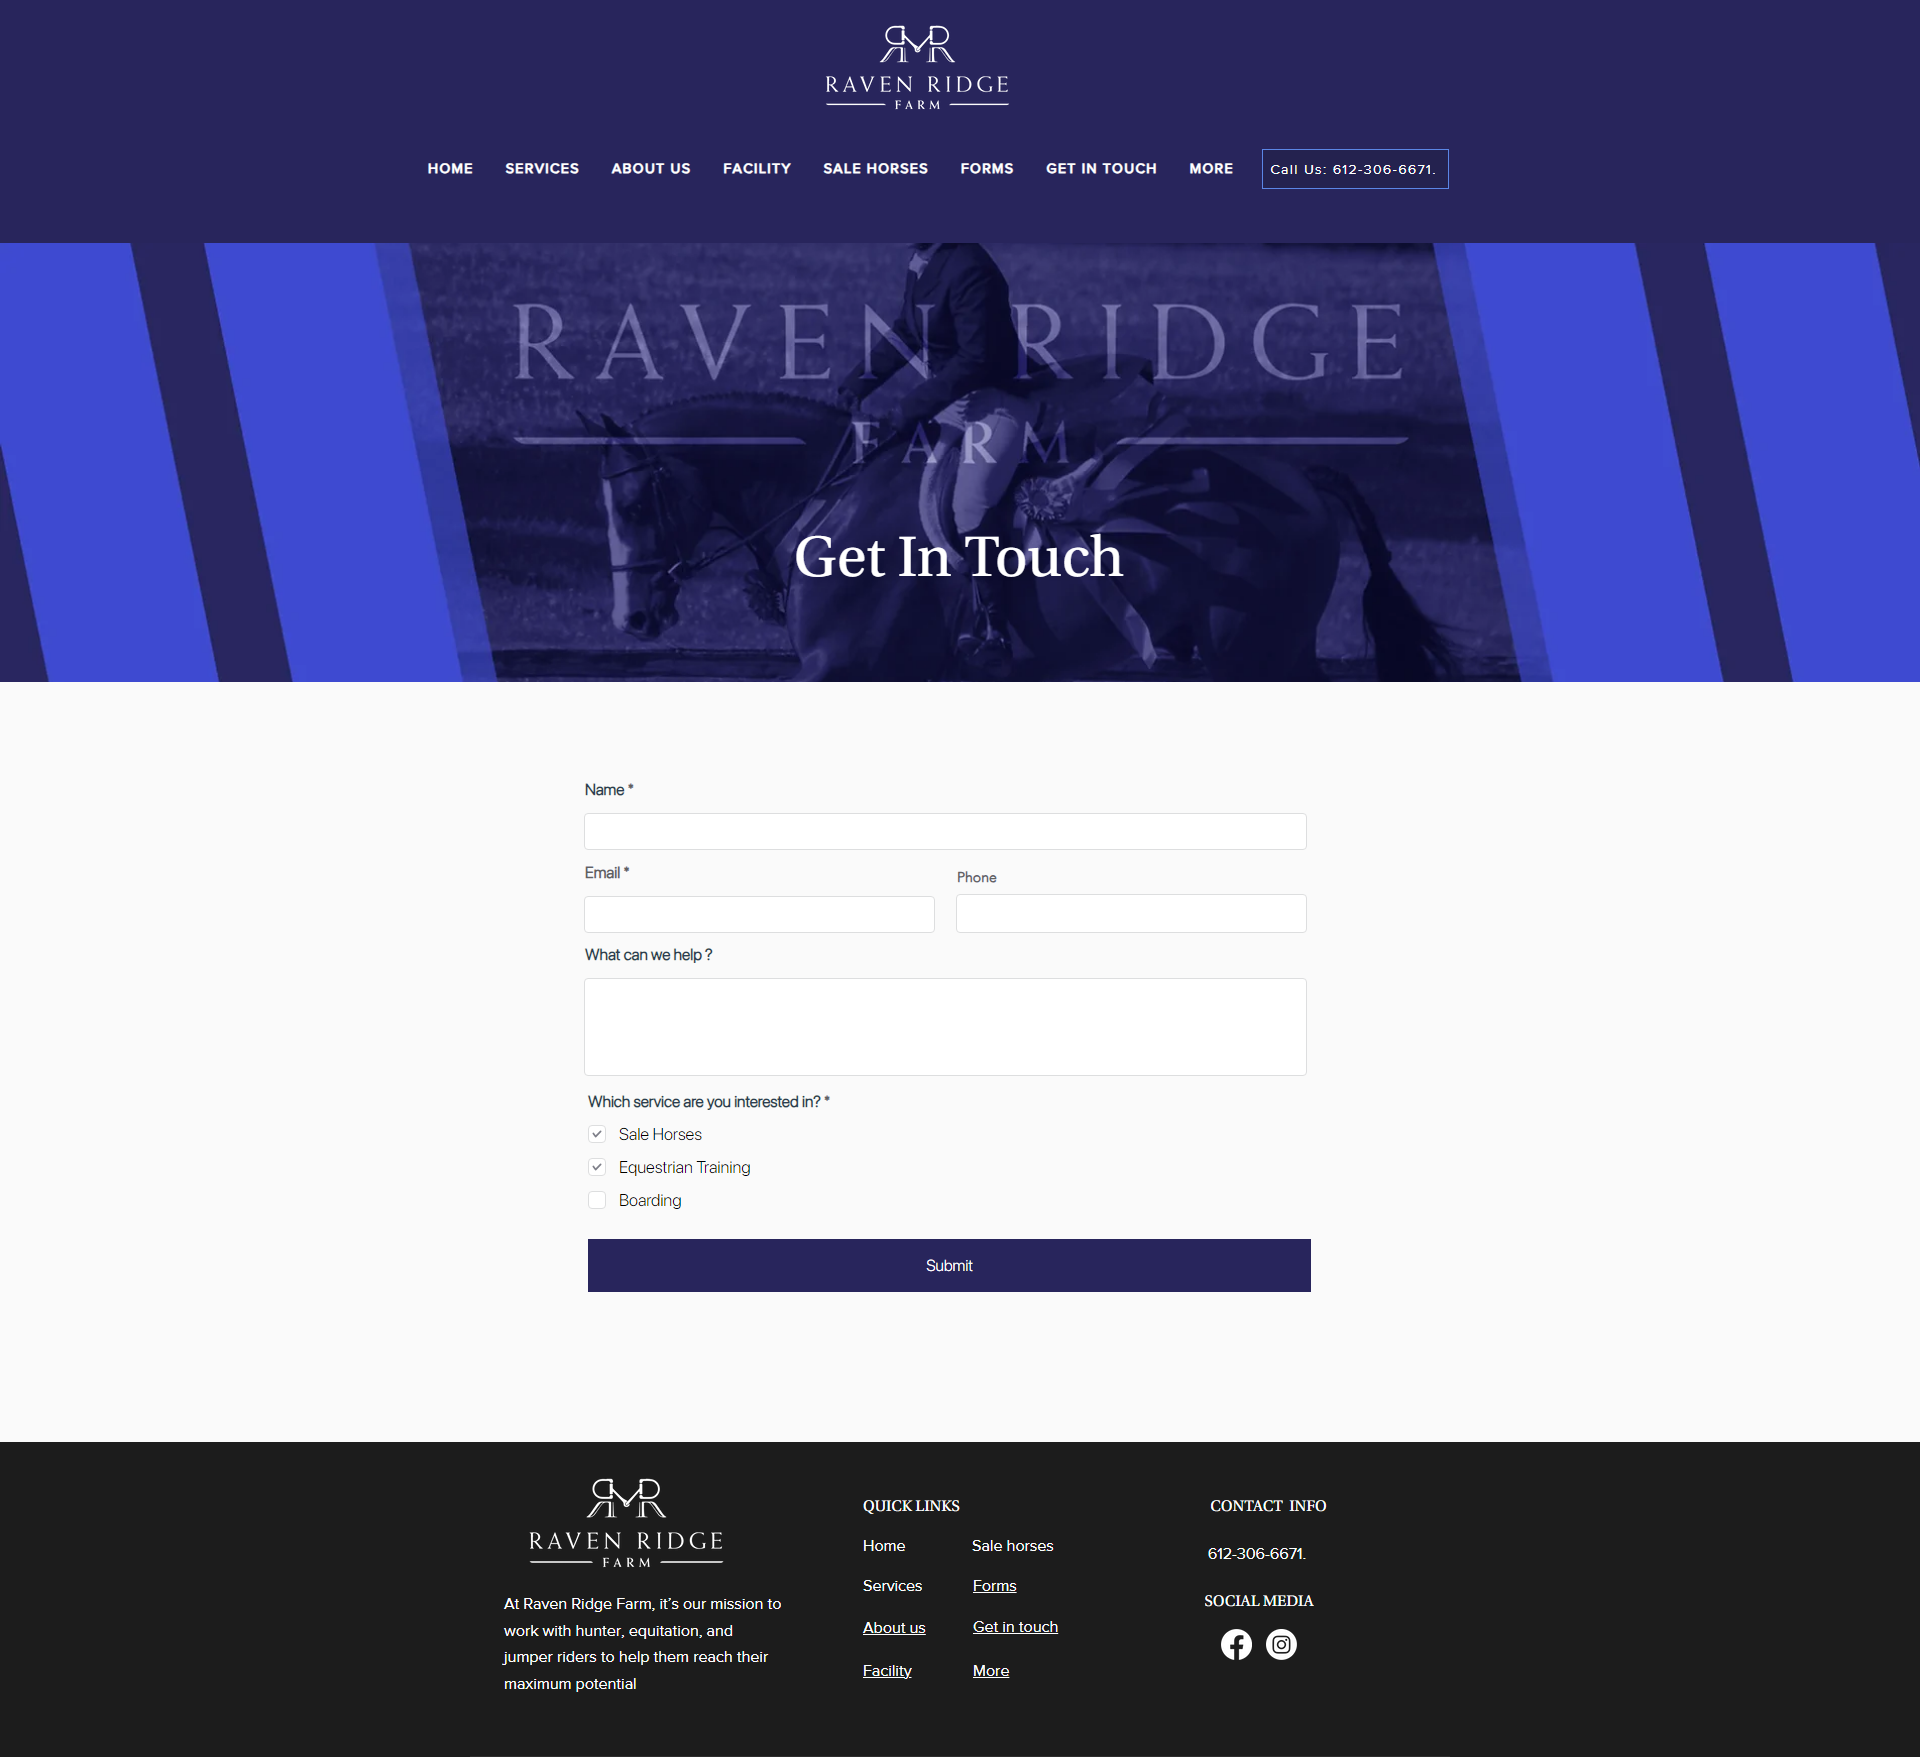 RAVEN RIDGE
FARM
HOME SERVICES ABOUT US FACILITY SALE HORSES FORMS GET IN TOUCH MORE Call Us: 612-306-6671.
RAVEN RIDGE
FARM
Get In Touch
Name *
Email *
Phone
What can we help ?
Which service are you interested in? *
Sale Horses
Equestrian Training
Boarding
Submit
RAVEN RIDGE
FARM
At Raven Ridge Farm, it's our mission to
work with hunter, equitation, and
jumper riders to help them reach their
maximum potential
QUICK LINKS
Home Sale horses
Services Forms
About us Get in touch
Facility More
CONTACT INFO
612-306-6671.
SOCIAL MEDIA